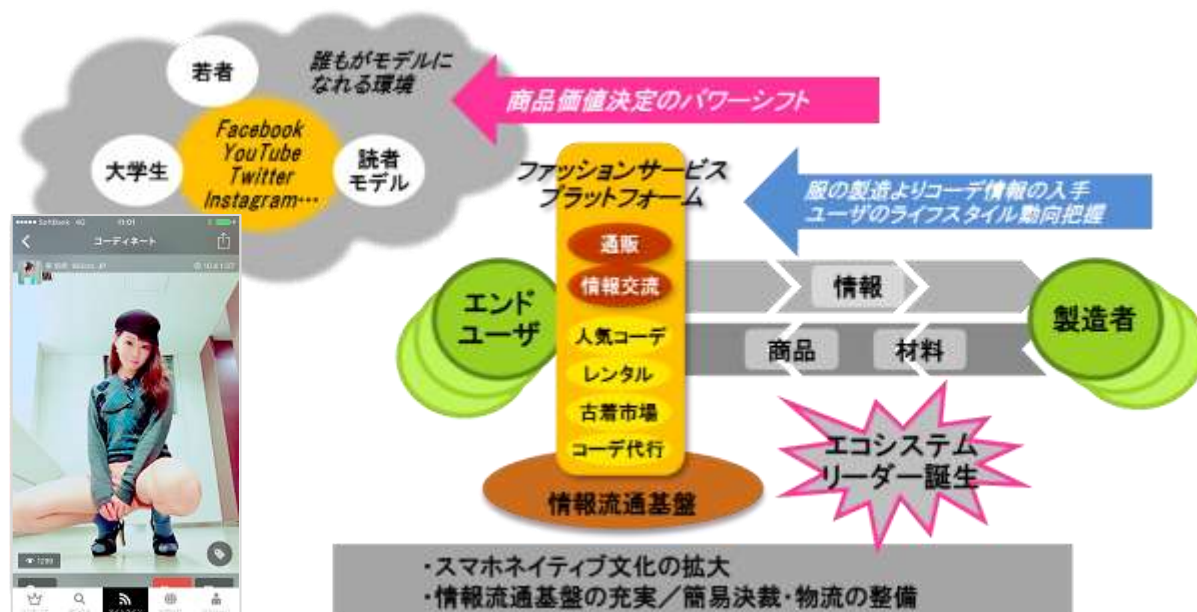 若者
誰もがモデルに
なれる環境
商品価値決定のパワーシフト
Facebook
YouTube
Twitter
Instagram…
大学生
読者
モデル
ファッションサービス
プラットフォーム
服の製造よりコーデ情報の入手
ユーザのライフスタイル動向把握
SoftBank 4G
11:01
コーディネート
通販
情報交流
人気コーデ
レンタル
古着市場
コーデ代行
エンド
ユーザ
情報
商品
材料
製造者
エコシステム
リーダー誕生
情報流通基盤
・スマホネイティブ文化の拡大
・情報流通基盤の充実／簡易決裁・物流の整備